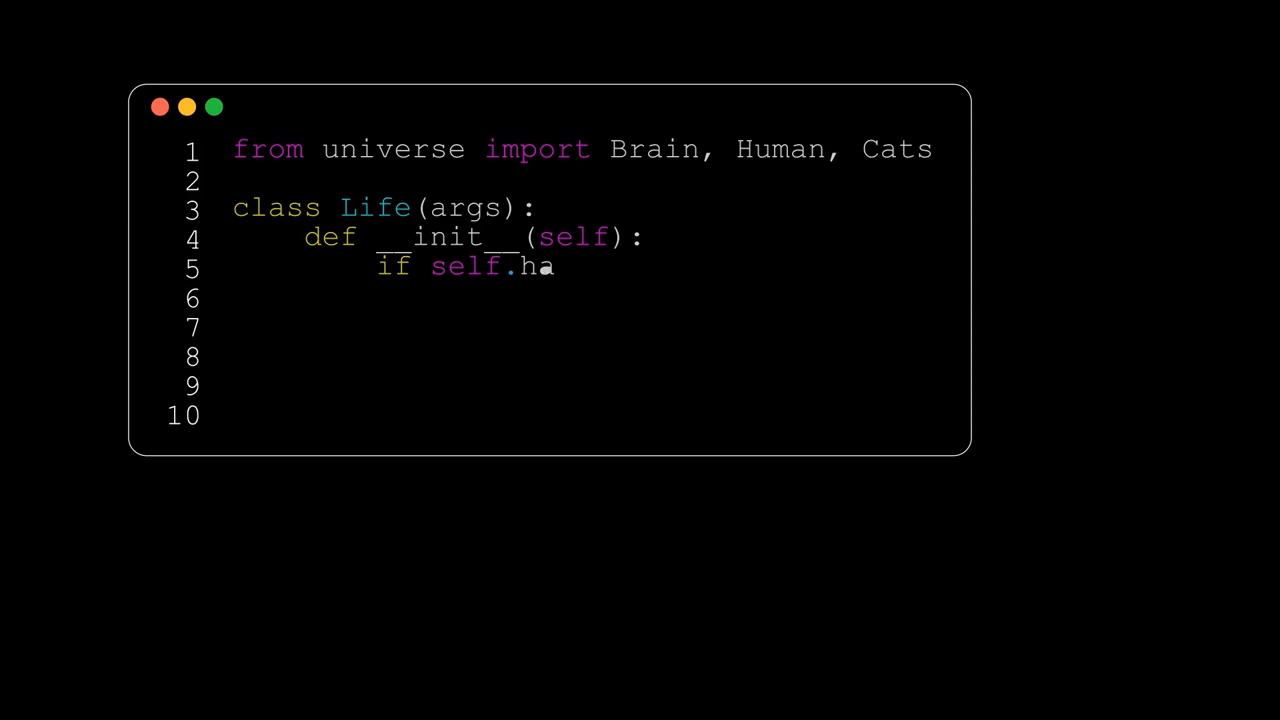 1 from universe import Brain, Human, Cats
2
3 class Life(args):
4     def __init__(self):
5         if self.ha
6
7
8
9
10